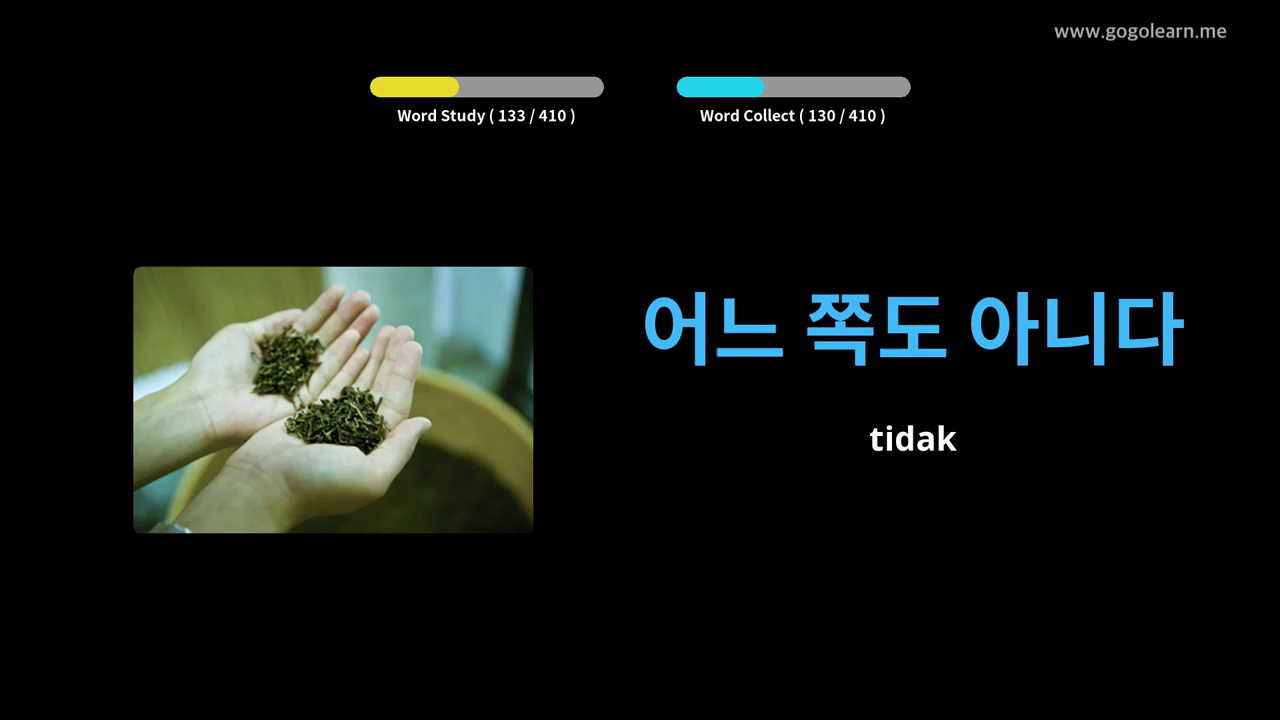 www.gogolearn.me
Word Study ( 133 / 410 )
Word Collect ( 130 / 410 )
어느 쪽도 아니다
tidak